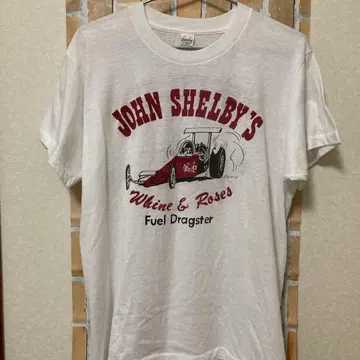 JOHN SHELBY'S
Whine & Roses
Fuel Dragster